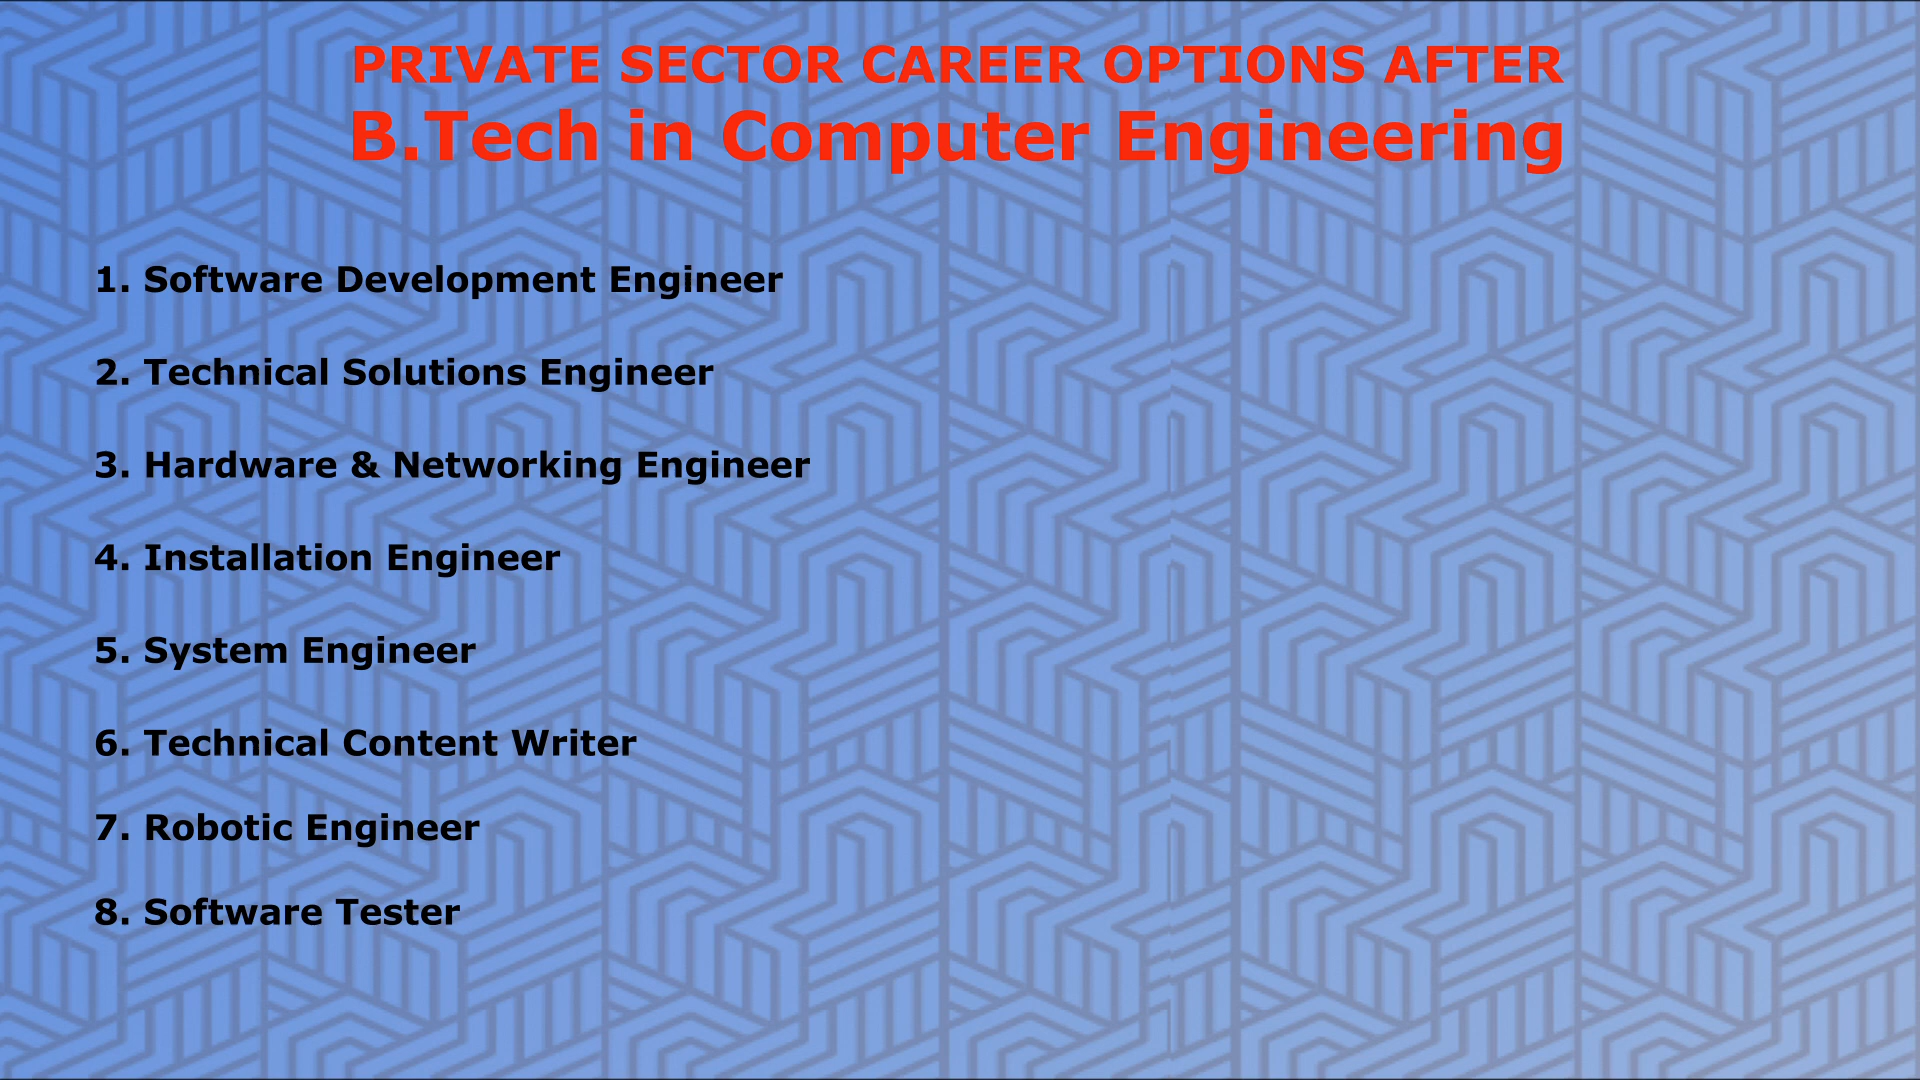 PRIVATE SECTOR CAREER OPTIONS AFTER
B.Tech in Computer Engineering
1. Software Development Engineer
2. Technical Solutions Engineer
3. Hardware & Networking Engineer
4. Installation Engineer
5. System Engineer
6. Technical Content Writer
7. Robotic Engineer
8. Software Tester